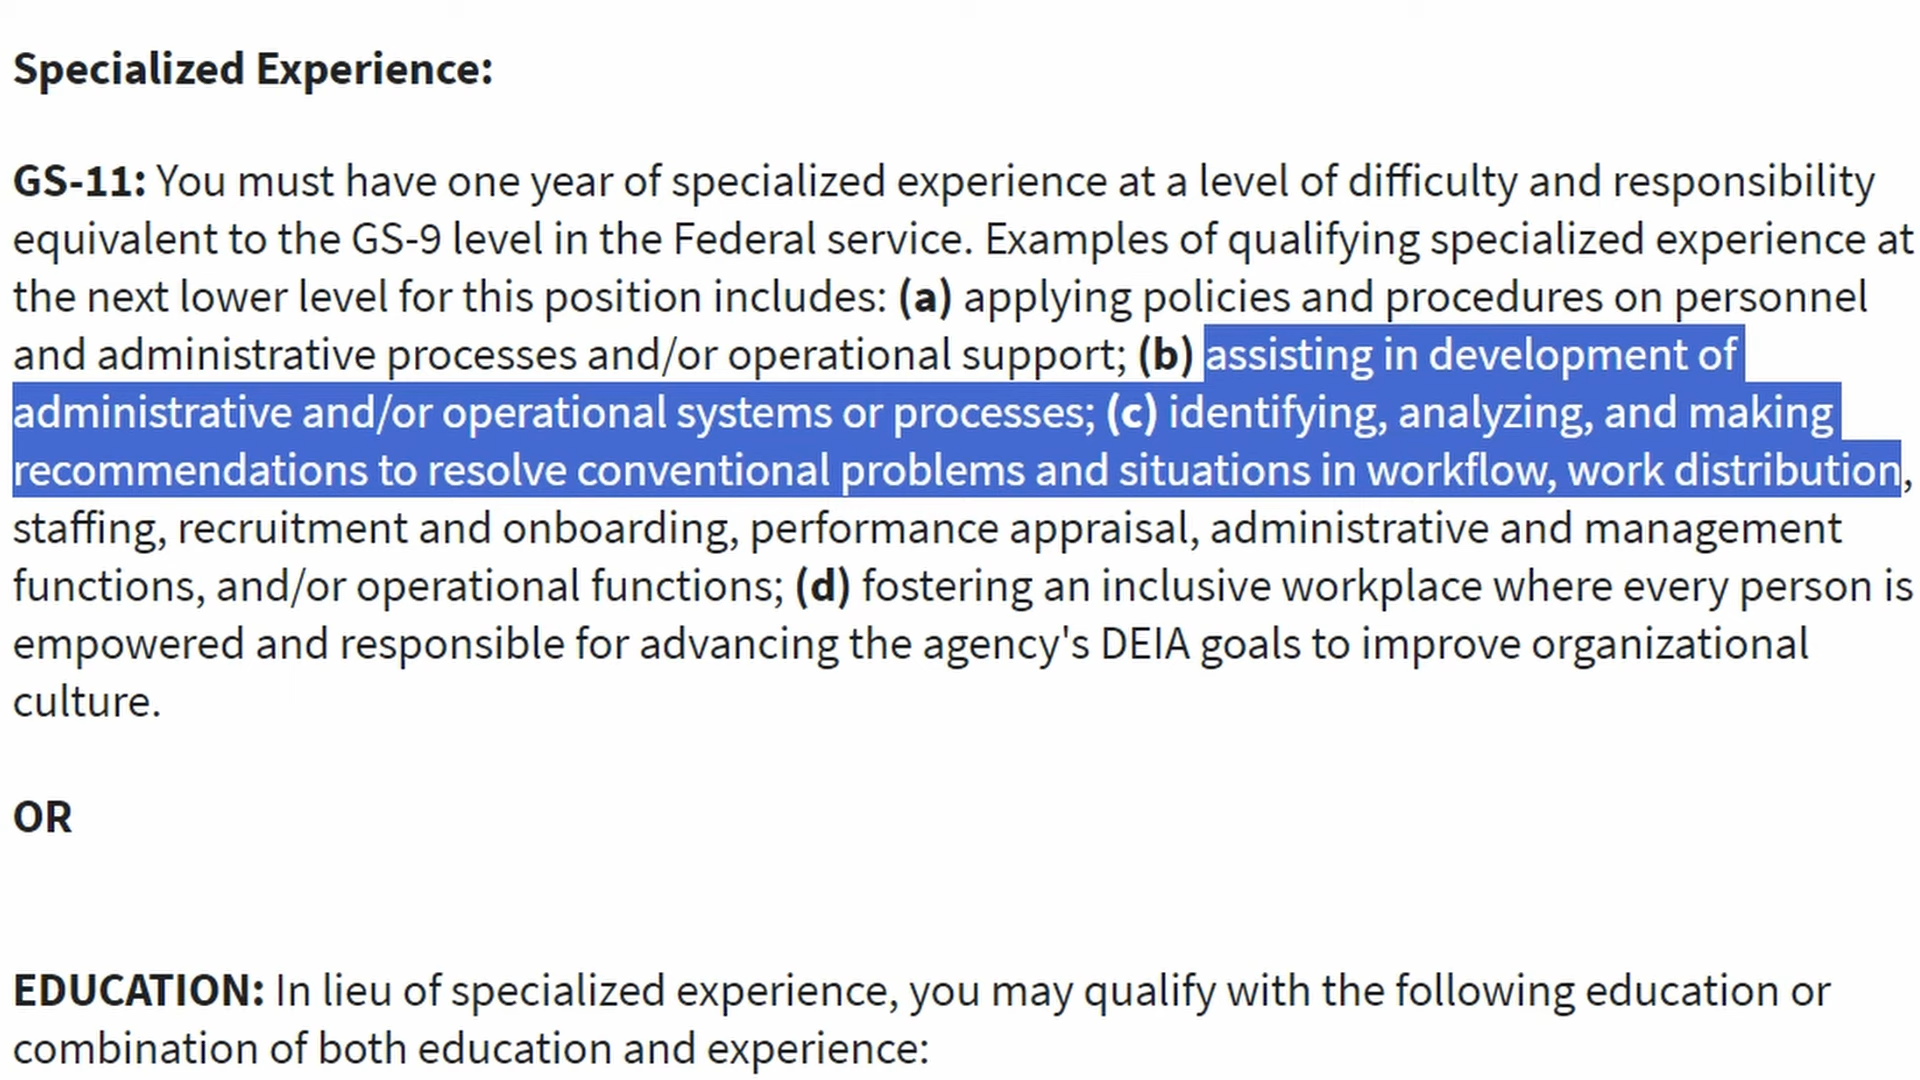 Specialized Experience:
GS-11: You must have one year of specialized experience at a level of difficulty and responsibility
equivalent to the GS-9 level in the Federal service. Examples of qualifying specialized experience at
the next lower level for this position includes: (a) applying policies and procedures on personnel
and administrative processes and/or operational support; (b) assisting in development of
administrative and/or operational systems or processes; (c) identifying, analyzing, and making
recommendations to resolve conventional problems and situations in workflow, work distribution,
staffing, recruitment and onboarding, performance appraisal, administrative and management
functions, and/or operational functions; (d) fostering an inclusive workplace where every person is
empowered and responsible for advancing the agency's DEIA goals to improve organizational
culture.
OR
EDUCATION: In lieu of specialized experience, you may qualify with the following education or
combination of both education and experience: